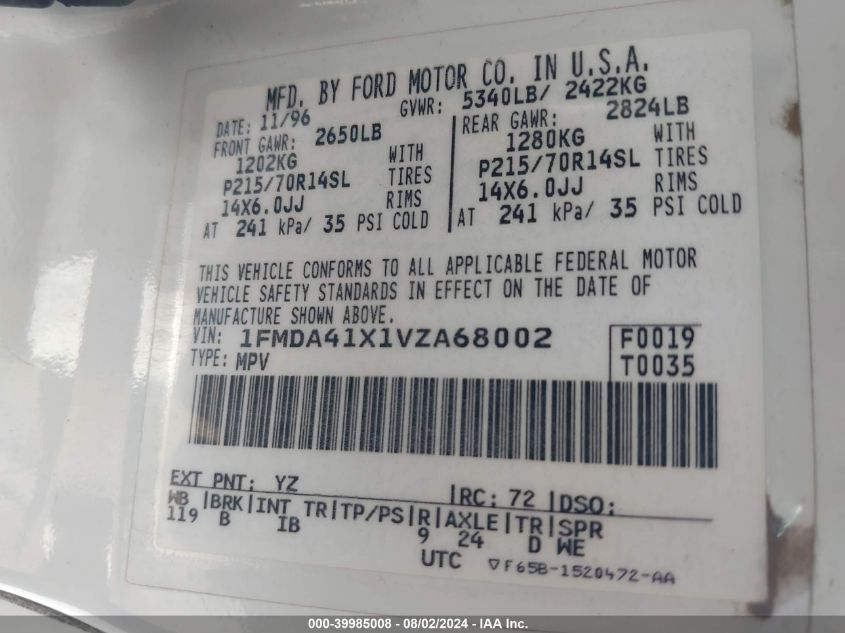 MFD. BY FORD MOTOR CO. IN U.S.A.
DATE: 11/96 GVWR: 5340LB/ 2422KG
FRONT GAWR: 2650LB REAR GAWR: 2824LB
1202KG WITH 1280KG WITH
P215/70R14SL TIRES P215/70R14SL TIRES
14X6.0JJ RIMS 14X6.0JJ RIMS
AT 241 kPa/ 35 PSI COLD AT 241 kPa/ 35 PSI COLD
THIS VEHICLE CONFORMS TO ALL APPLICABLE FEDERAL MOTOR
VEHICLE SAFETY STANDARDS IN EFFECT ON THE DATE OF
MANUFACTURE SHOWN ABOVE.
VIN: 1FMDA41X1VZA68002 F0019
TYPE: MPV T0035
EXT PNT: YZ RC: 72 DSO:
WB BRK INT TR TP/PS R AXLE TR SPR
119 B IB 9 24 D WE
UTC ▽F65B-1520472-AA
000-39985008 - 08/02/2024 - IAA Inc.